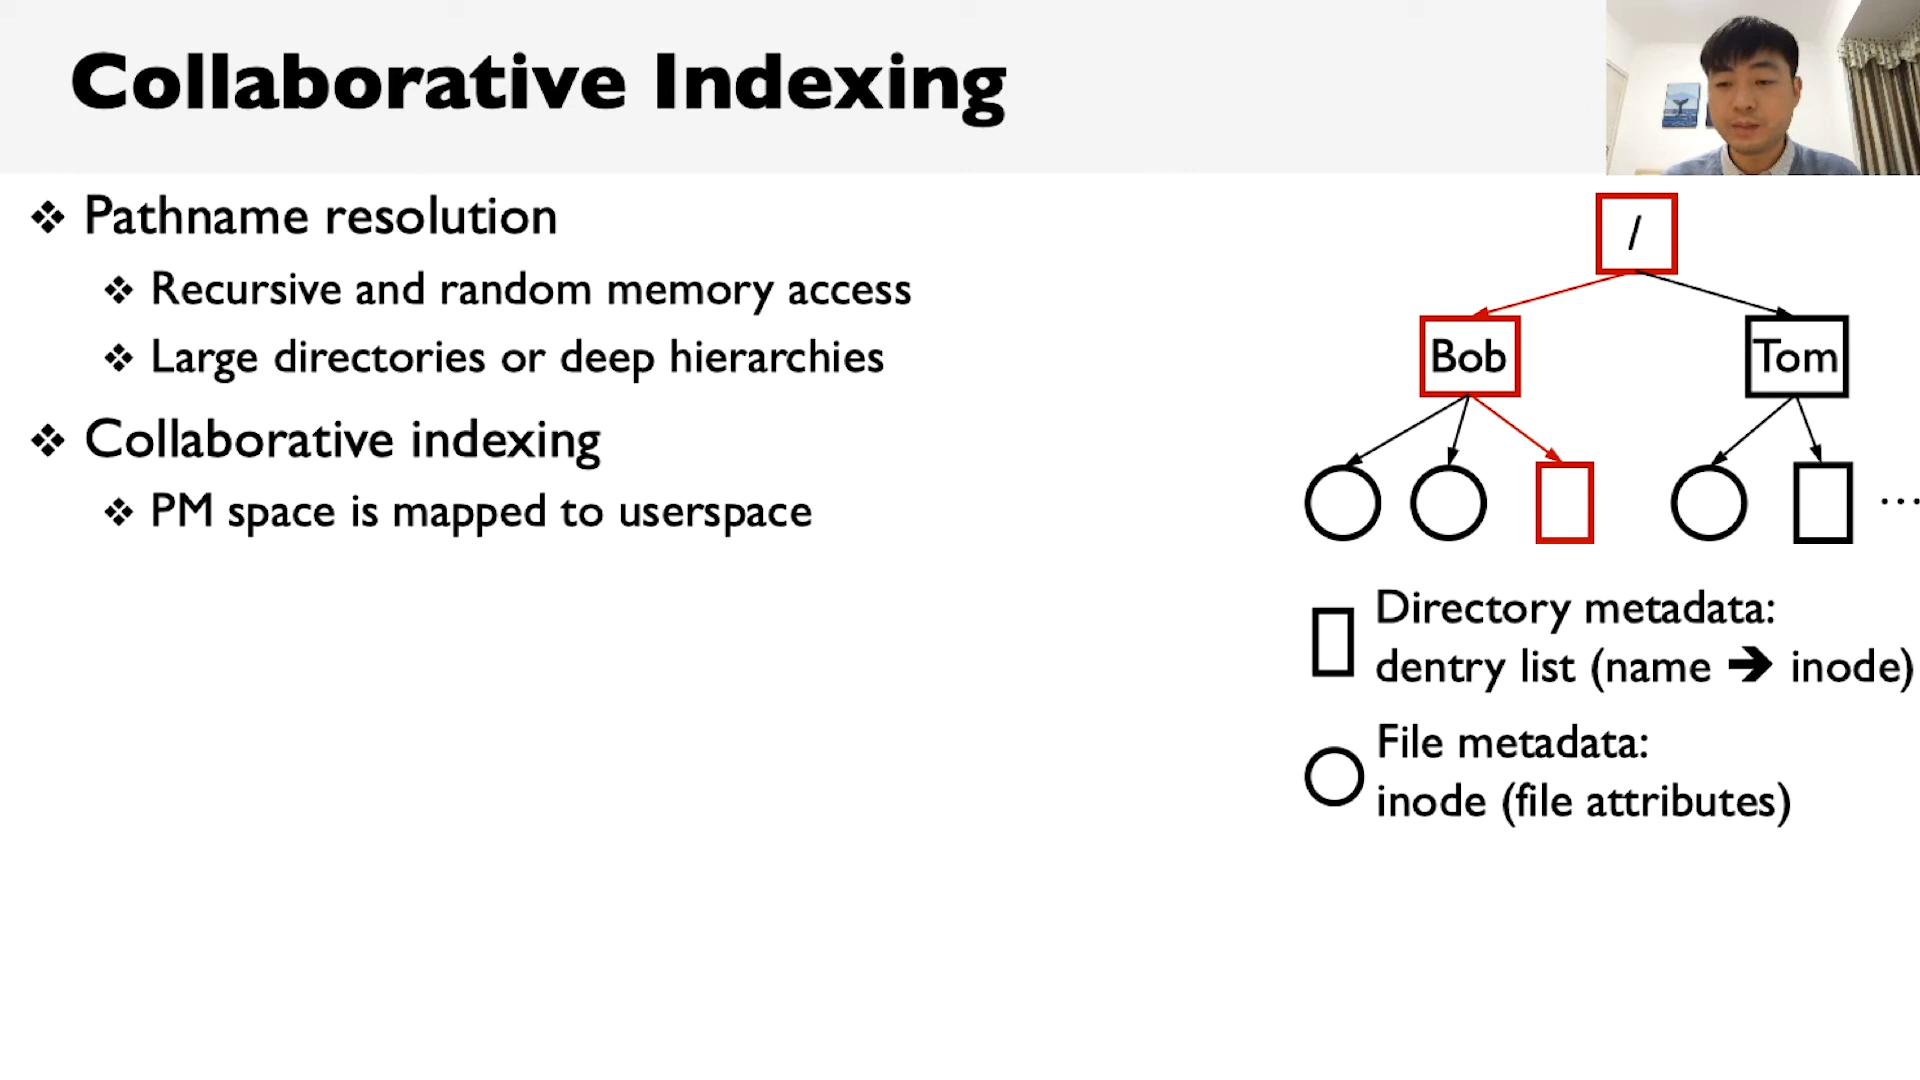 Collaborative Indexing
❖ Pathname resolution
❖ Recursive and random memory access
❖ Large directories or deep hierarchies
❖ Collaborative indexing
❖ PM space is mapped to userspace
/
Bob
Tom
...
Directory metadata:
dentry list (name ➔ inode)
File metadata:
inode (file attributes)